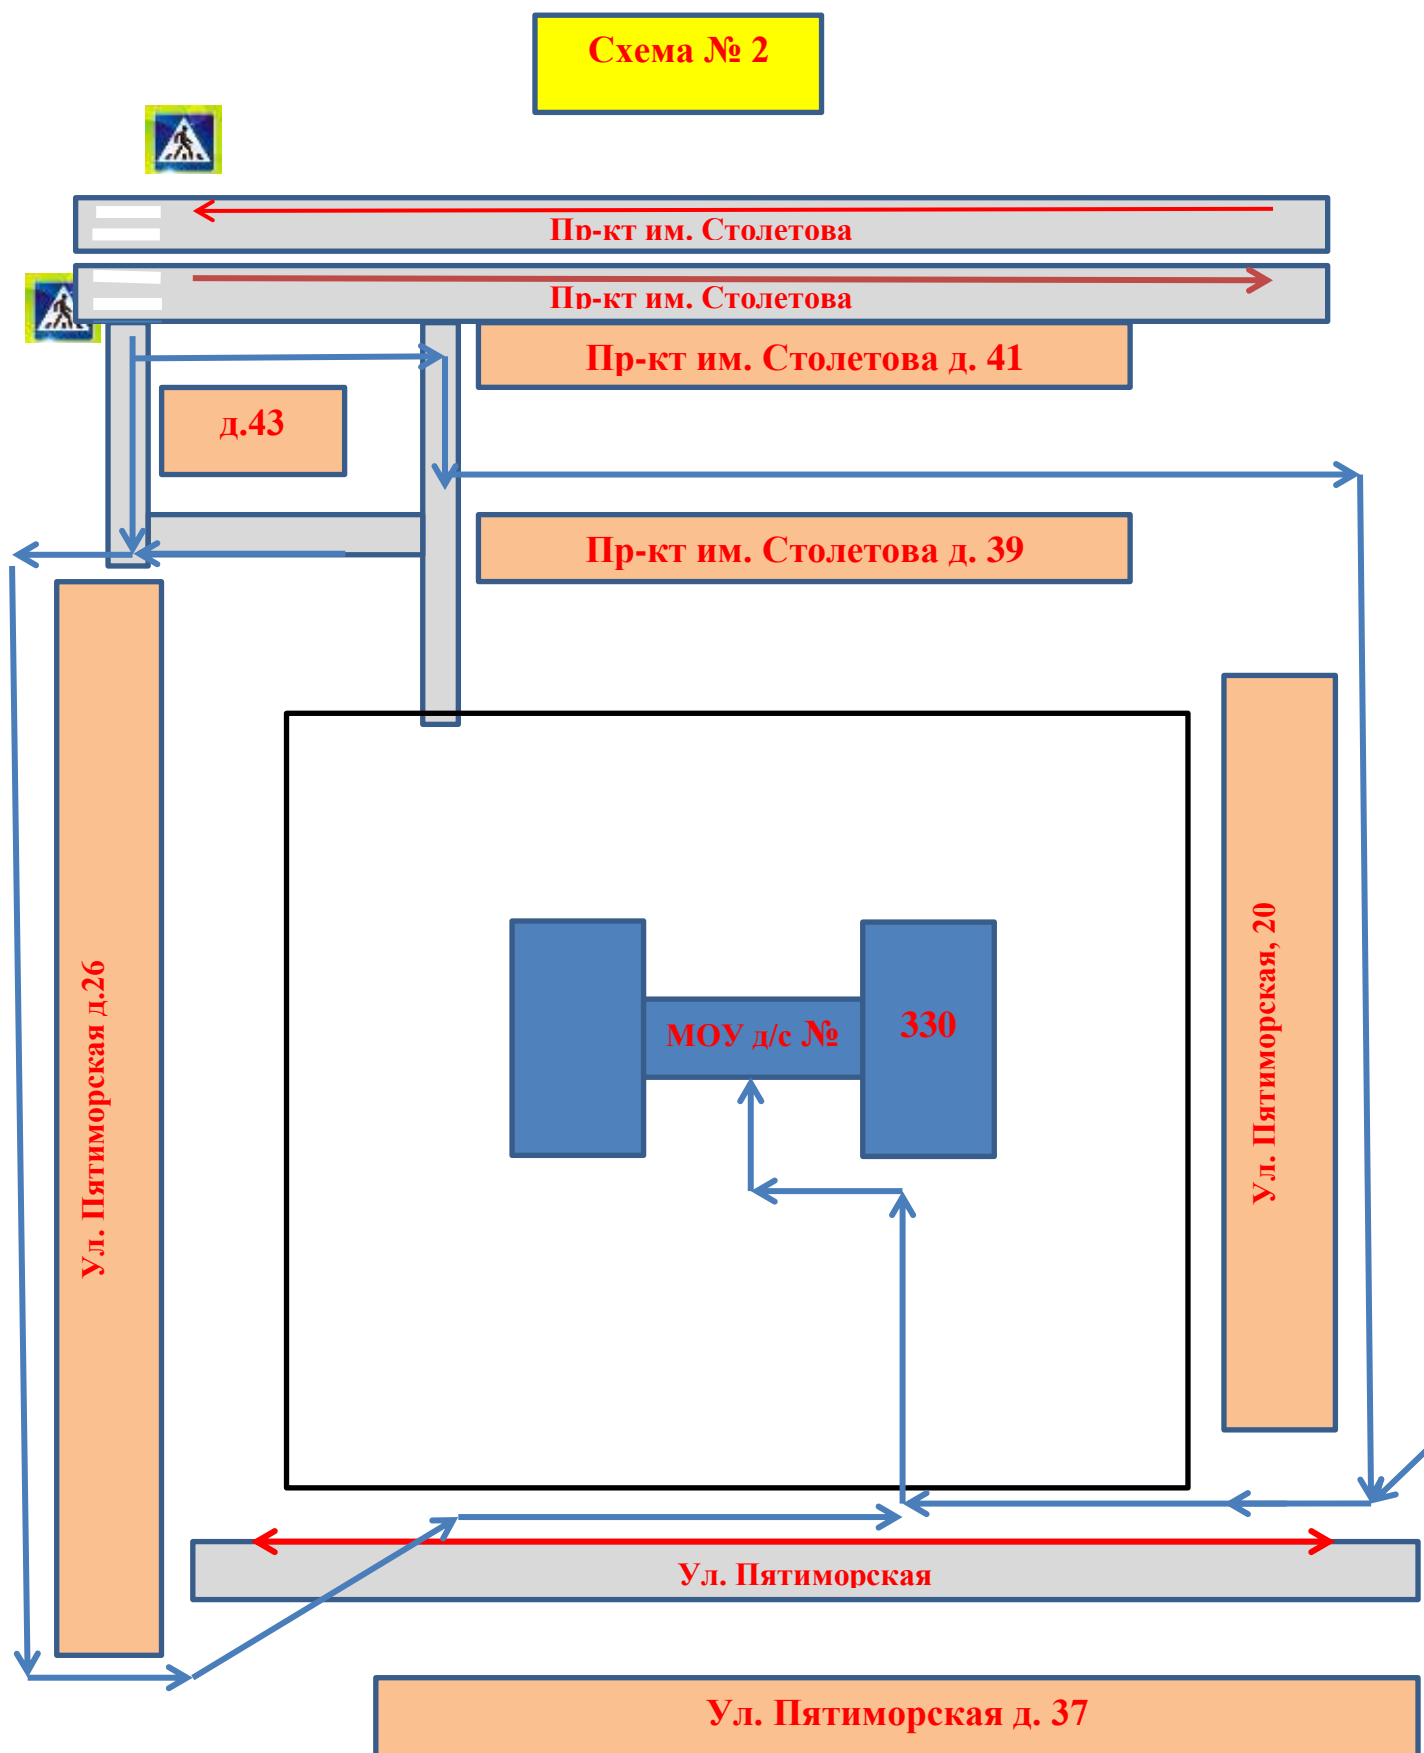 Схема № 2
Пр-кт им. Столетова
Пр-кт им. Столетова
Пр-кт им. Столетова д. 41
д.43
Пр-кт им. Столетова д. 39
Ул. Пятиморская д.26
Ул. Пятиморская, 20
МОУ д/с № 330
Ул. Пятиморская
Ул. Пятиморская д. 37